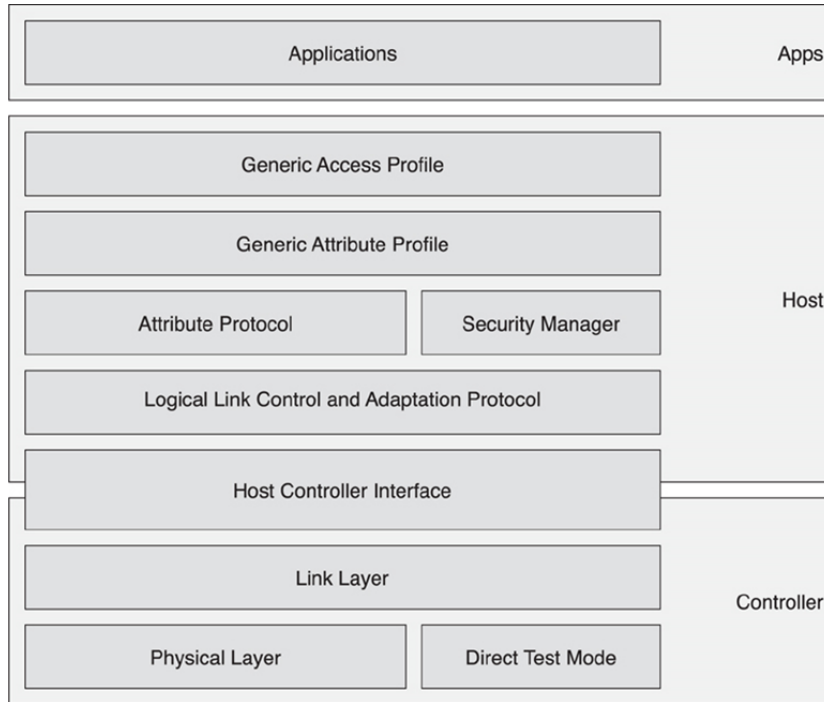 Applications
Apps
Generic Access Profile
Generic Attribute Profile
Host
Attribute Protocol
Security Manager
Logical Link Control and Adaptation Protocol
Host Controller Interface
Link Layer
Controller
Physical Layer
Direct Test Mode